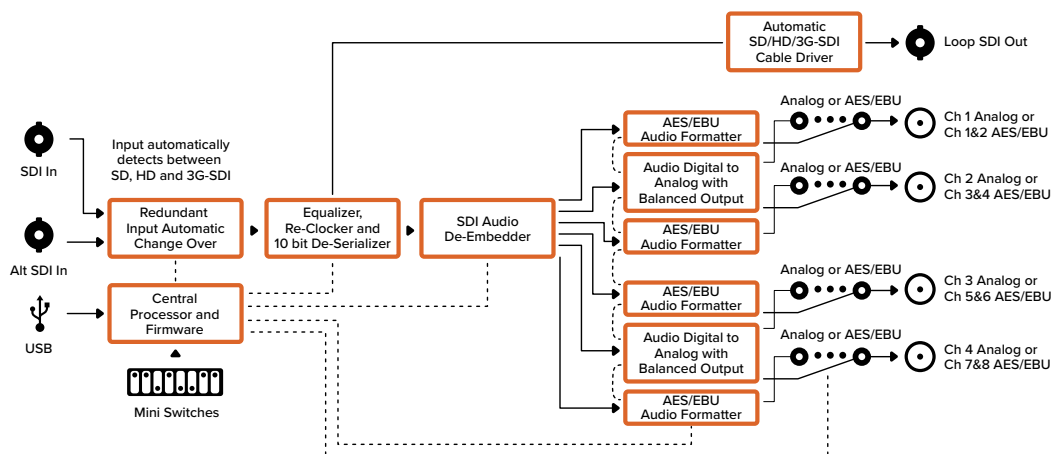 Automatic
SD/HD/3G-SDI
Cable Driver
Loop SDI Out
SDI In
Input automatically
detects between
SD, HD and 3G-SDI
Alt SDI In
Redundant
Input Automatic
Change Over
Equalizer,
Re-Clocker and
10 bit De-Serializer
SDI Audio
De-Embedder
USB
Central
Processor and
Firmware
Mini Switches
AES/EBU
Audio Formatter
Audio Digital to
Analog with
Balanced Output
AES/EBU
Audio Formatter
AES/EBU
Audio Formatter
Audio Digital to
Analog with
Balanced Output
AES/EBU
Audio Formatter
Analog or AES/EBU
Ch 1 Analog or
Ch 1&2 AES/EBU
Analog or AES/EBU
Ch 2 Analog or
Ch 3&4 AES/EBU
Analog or AES/EBU
Ch 3 Analog or
Ch 5&6 AES/EBU
Analog or AES/EBU
Ch 4 Analog or
Ch 7&8 AES/EBU